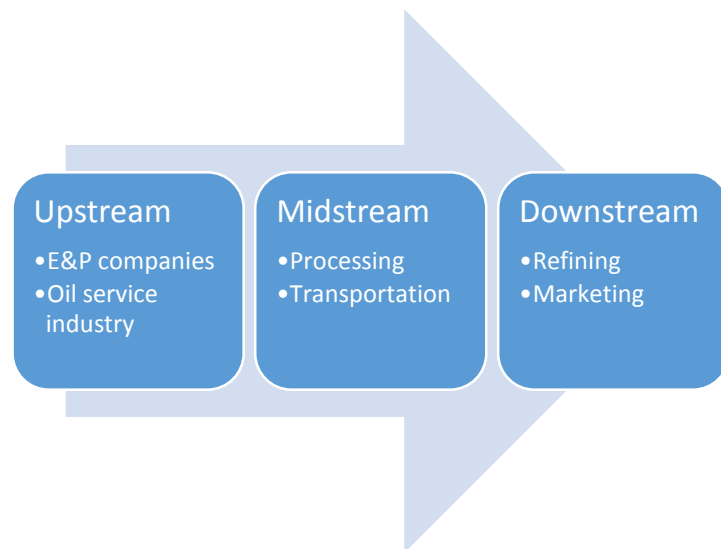 Upstream
•E&P companies
•Oil service
industry
Midstream
•Processing
•Transportation
Downstream
•Refining
•Marketing